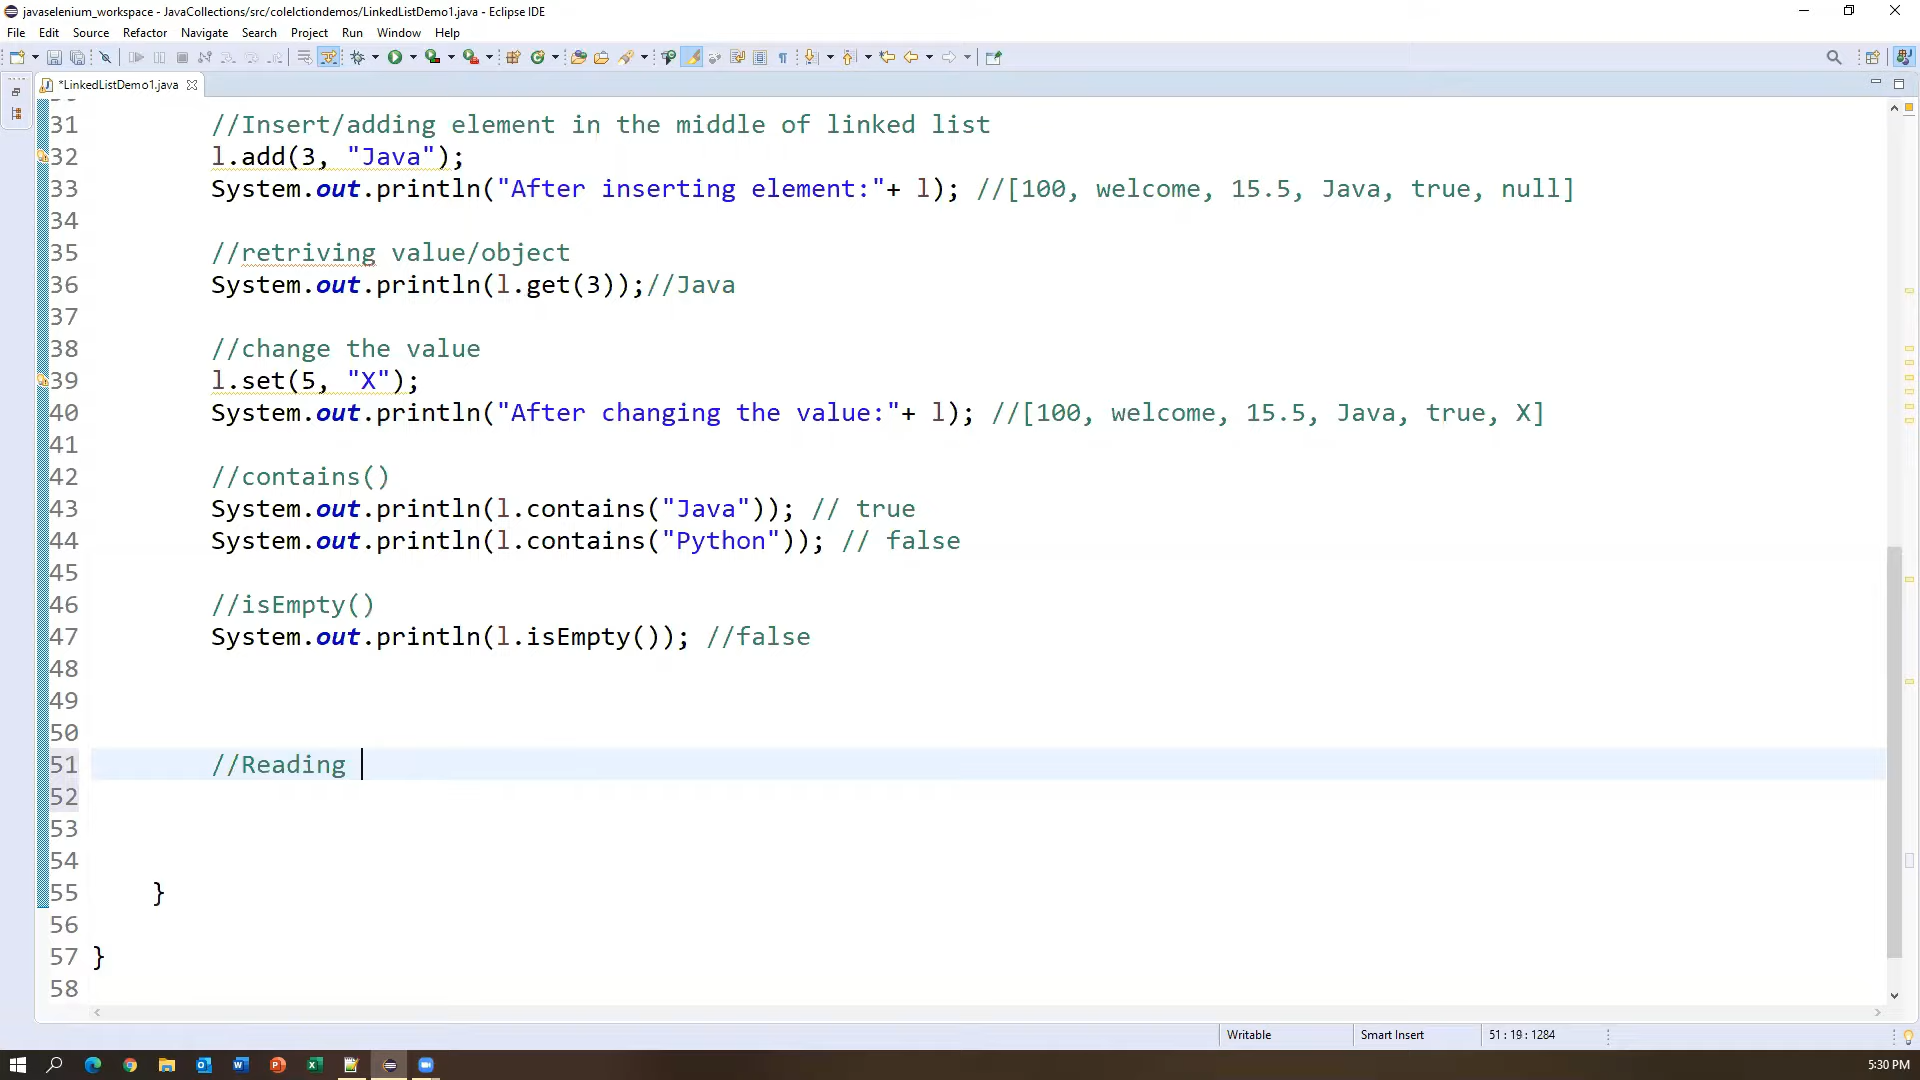 javaselenium_workspace - JavaCollections/src/colelctiondemos/LinkedListDemo1.java - Eclipse IDE
File Edit Source Refactor Navigate Search Project Run Window Help
*LinkedListDemo1.java
31 //Insert/adding element in the middle of linked list
32 l.add(3, "Java");
33 System.out.println("After inserting element:"+ l); //[100, welcome, 15.5, Java, true, null]
34
35 //retriving value/object
36 System.out.println(l.get(3));//Java
37
38 //change the value
39 l.set(5, "X");
40 System.out.println("After changing the value:"+ l); //[100, welcome, 15.5, Java, true, X]
41
42 //contains()
43 System.out.println(l.contains("Java")); // true
44 System.out.println(l.contains("Python")); // false
45
46 //isEmpty()
47 System.out.println(l.isEmpty()); //false
48
49
50
51 //Reading
52
53
54
55 }
56
57 }
58
Writable Smart Insert 51 : 19 : 1284
5:30 PM